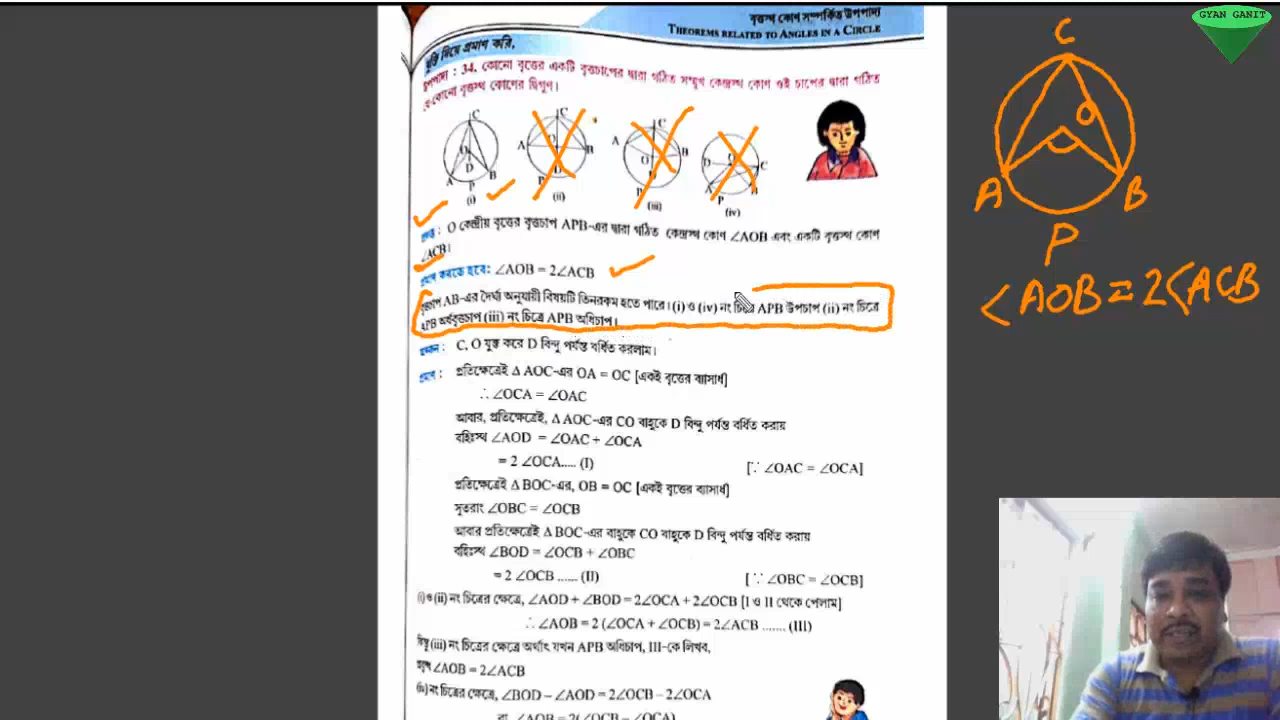 বৃত্তস্থ কোণ সম্পর্কিত উপপাদ্য
THEOREMS RELATED TO ANGLES IN A CIRCLE
যুক্তি দিয়ে প্রমাণ করি,
উপপাদ্য : 34. কোনো বৃত্তের একটি বৃত্তচাপের দ্বারা গঠিত সম্মুখ কেন্দ্রস্থ কোণ ওই চাপের দ্বারা গঠিত
যে-কোনো বৃত্তস্থ কোণের দ্বিগুণ।
C O D A B P (i)
C A B P (ii)
C A B O P (iii)
D C A P (iv)
প্রদত্ত : O কেন্দ্রীয় বৃত্তের বৃত্তচাপ APB-এর দ্বারা গঠিত কেন্দ্রস্থ কোণ ∠AOB এবং একটি বৃত্তস্থ কোণ
∠ACB।
প্রমাণ করতে হবে: ∠AOB = 2∠ACB
বৃত্তচাপ AB-এর দৈর্ঘ্য অনুযায়ী বিষয়টি তিনরকম হতে পারে। (i) ও (iv) নং চিত্রে APB উপচাপ (ii) নং চিত্রে
APB অর্ধবৃত্তচাপ (iii) নং চিত্রে APB অধিচাপ।
অঙ্কন : C, O যুক্ত করে D বিন্দু পর্যন্ত বর্ধিত করলাম।
প্রমাণ : প্রতিক্ষেত্রেই Δ AOC-এর OA = OC [একই বৃত্তের ব্যাসার্ধ]
∴ ∠OCA = ∠OAC
আবার, প্রতিক্ষেত্রেই, Δ AOC-এর CO বাহুকে D বিন্দু পর্যন্ত বর্ধিত করায়
বহিঃস্থ ∠AOD = ∠OAC + ∠OCA
= 2 ∠OCA..... (I) [∵ ∠OAC = ∠OCA]
প্রতিক্ষেত্রেই Δ BOC-এর, OB = OC [একই বৃত্তের ব্যাসার্ধ]
সুতরাং ∠OBC = ∠OCB
আবার প্রতিক্ষেত্রেই Δ BOC-এর বাহুকে CO বাহুকে D বিন্দু পর্যন্ত বর্ধিত করায়
বহিঃস্থ ∠BOD = ∠OCB + ∠OBC
= 2 ∠OCB ...... (II) [∵ ∠OBC = ∠OCB]
(i) ও (ii) নং চিত্রের ক্ষেত্রে, ∠AOD + ∠BOD = 2∠OCA + 2∠OCB [I ও II থেকে পেলাম]
∴ ∠AOB = 2 (∠OCA + ∠OCB) = 2∠ACB ....... (III)
কিন্তু (iii) নং চিত্রের ক্ষেত্রে অর্থাৎ যখন APB অধিচাপ, III-কে লিখব,
প্রবৃদ্ধ ∠AOB = 2∠ACB
(iv) নং চিত্রের ক্ষেত্রে, ∠BOD – ∠AOD = 2∠OCB – 2∠OCA
বা, ∠AOB = 2(∠OCB – ∠OCA)
GYAN GANIT
C
O
A
B
P
∠AOB = 2∠ACB